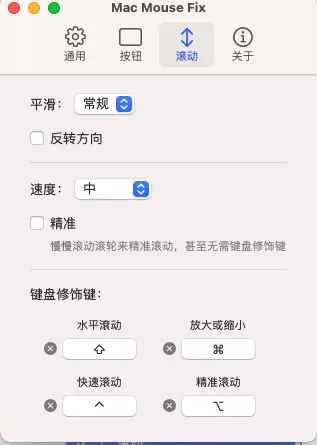 Mac Mouse Fix
通用
按钮
滚动
关于
平滑： 常规
反转方向
速度： 中
精准
慢慢滚动滚轮来精准滚动，甚至无需键盘修饰键
键盘修饰键：
水平滚动 放大或缩小
⇧ ⌘
快速滚动 精准滚动
^ ⌥